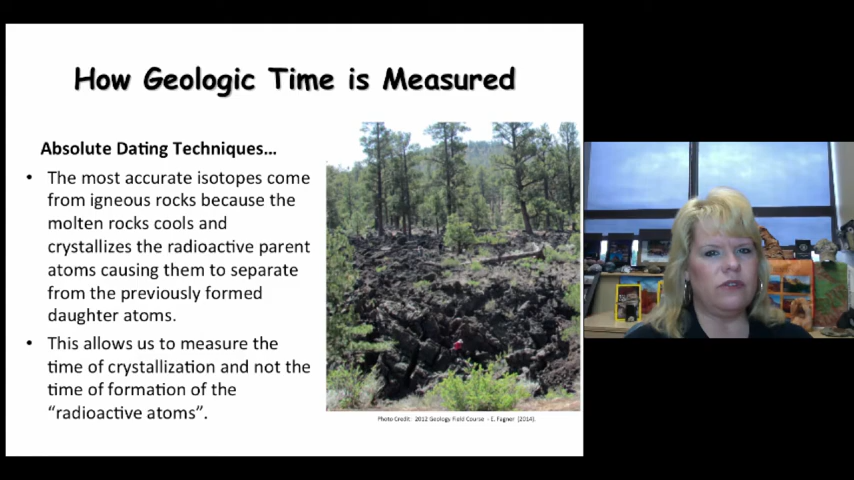 How Geologic Time is Measured
Absolute Dating Techniques…
• The most accurate isotopes come
from igneous rocks because the
molten rocks cools and
crystallizes the radioactive parent
atoms causing them to separate
from the previously formed
daughter atoms.
• This allows us to measure the
time of crystallization and not the
time of formation of the
“radioactive atoms”.
Photo Credit: 2012 Geology Field Course - E. Fagner (2014).